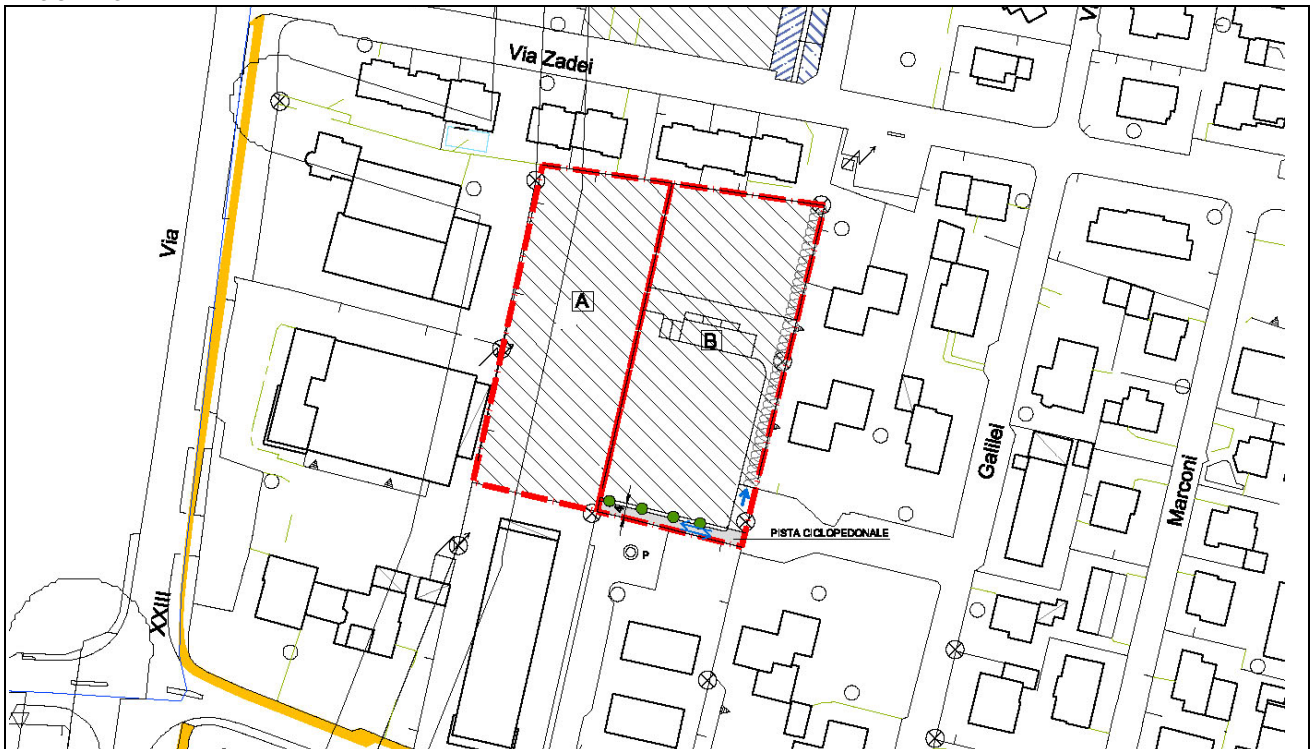 Via Zadei
Via
A
B
Galilei
Marconi
PISTA CICLOPEDONALE
P
XXIII